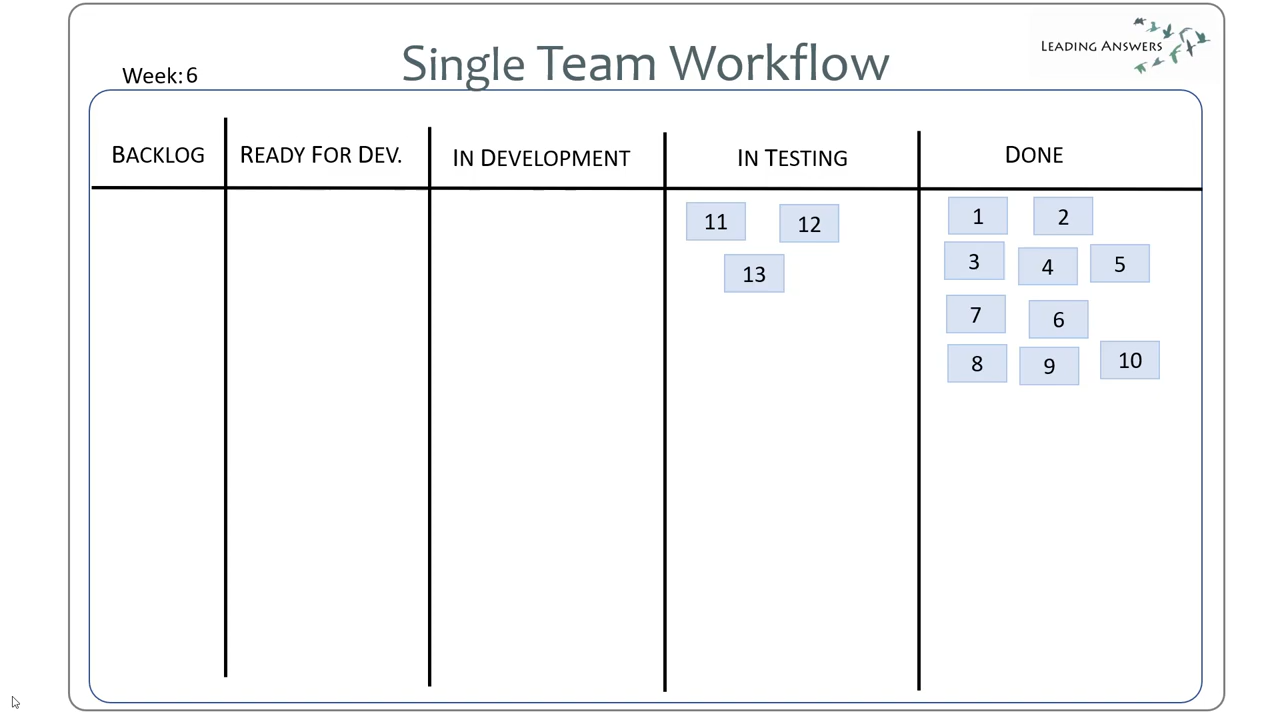 Single Team Workflow
LEADING ANSWERS
Week: 6
BACKLOG
READY FOR DEV.
IN DEVELOPMENT
IN TESTING
DONE
11 12
13
1 2
3 4 5
7 6
8 9 10